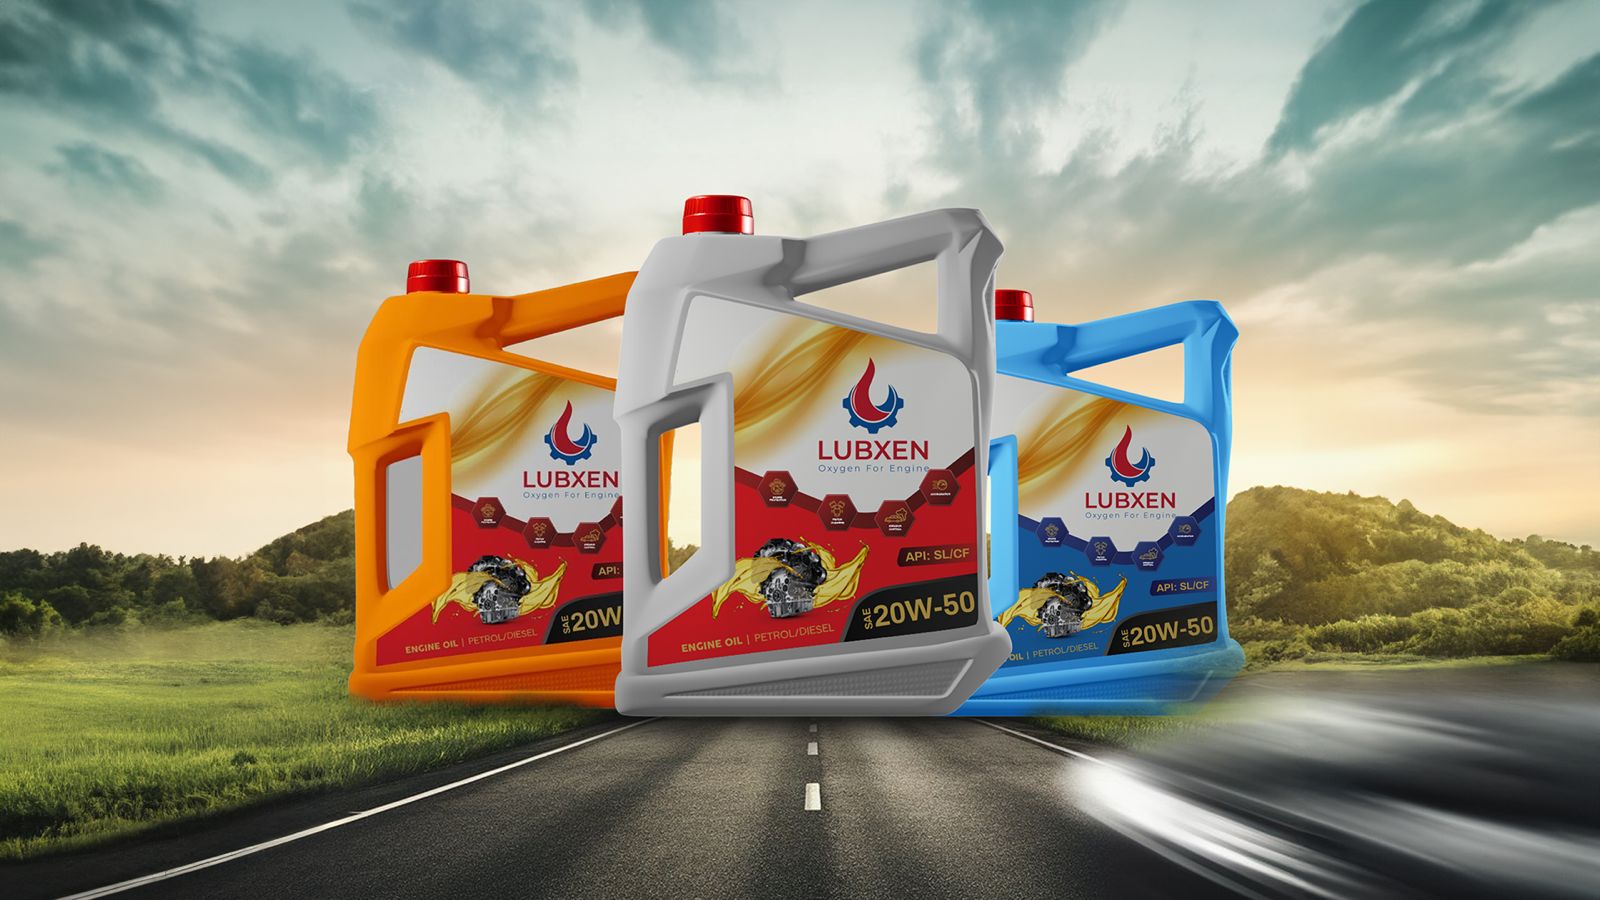 LUBXEN
Oxygen For Engine
API:
SAE 20W
ENGINE OIL | PETROL/DIESEL
LUBXEN
Oxygen For Engine
API: SL/CF
SAE 20W-50
ENGINE OIL | PETROL/DIESEL
LUBXEN
Oxygen For Engine
API: SL/CF
SAE 20W-50
OIL | PETROL/DIESEL